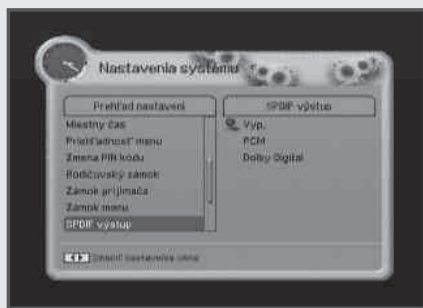 Nastavenia systému
Prehľad nastavení
Miestny čas
Priehľadnosť menu
Zmena PIN kódu
Rodičovský zámok
Zámok prijímača
Zámok menu
SPDIF výstup
SPDIF výstup
Vyp.
PCM
Dolby Digital
Zmeniť nastavenia okna